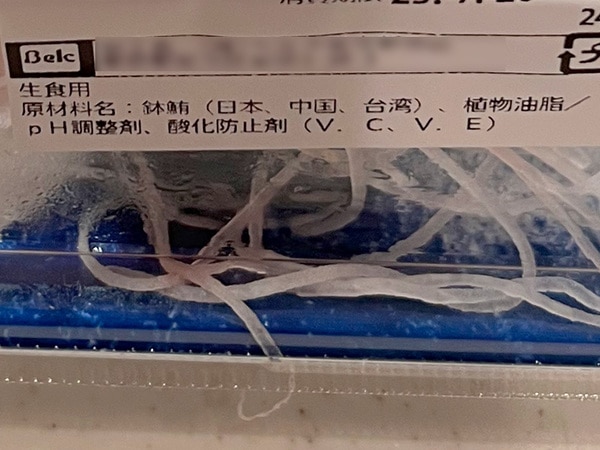 Belc
生食用
原材料名：鉢鮪（日本、中国、台湾）、植物油脂／
ｐH調整剤、酸化防止剤（V．C、V．E）